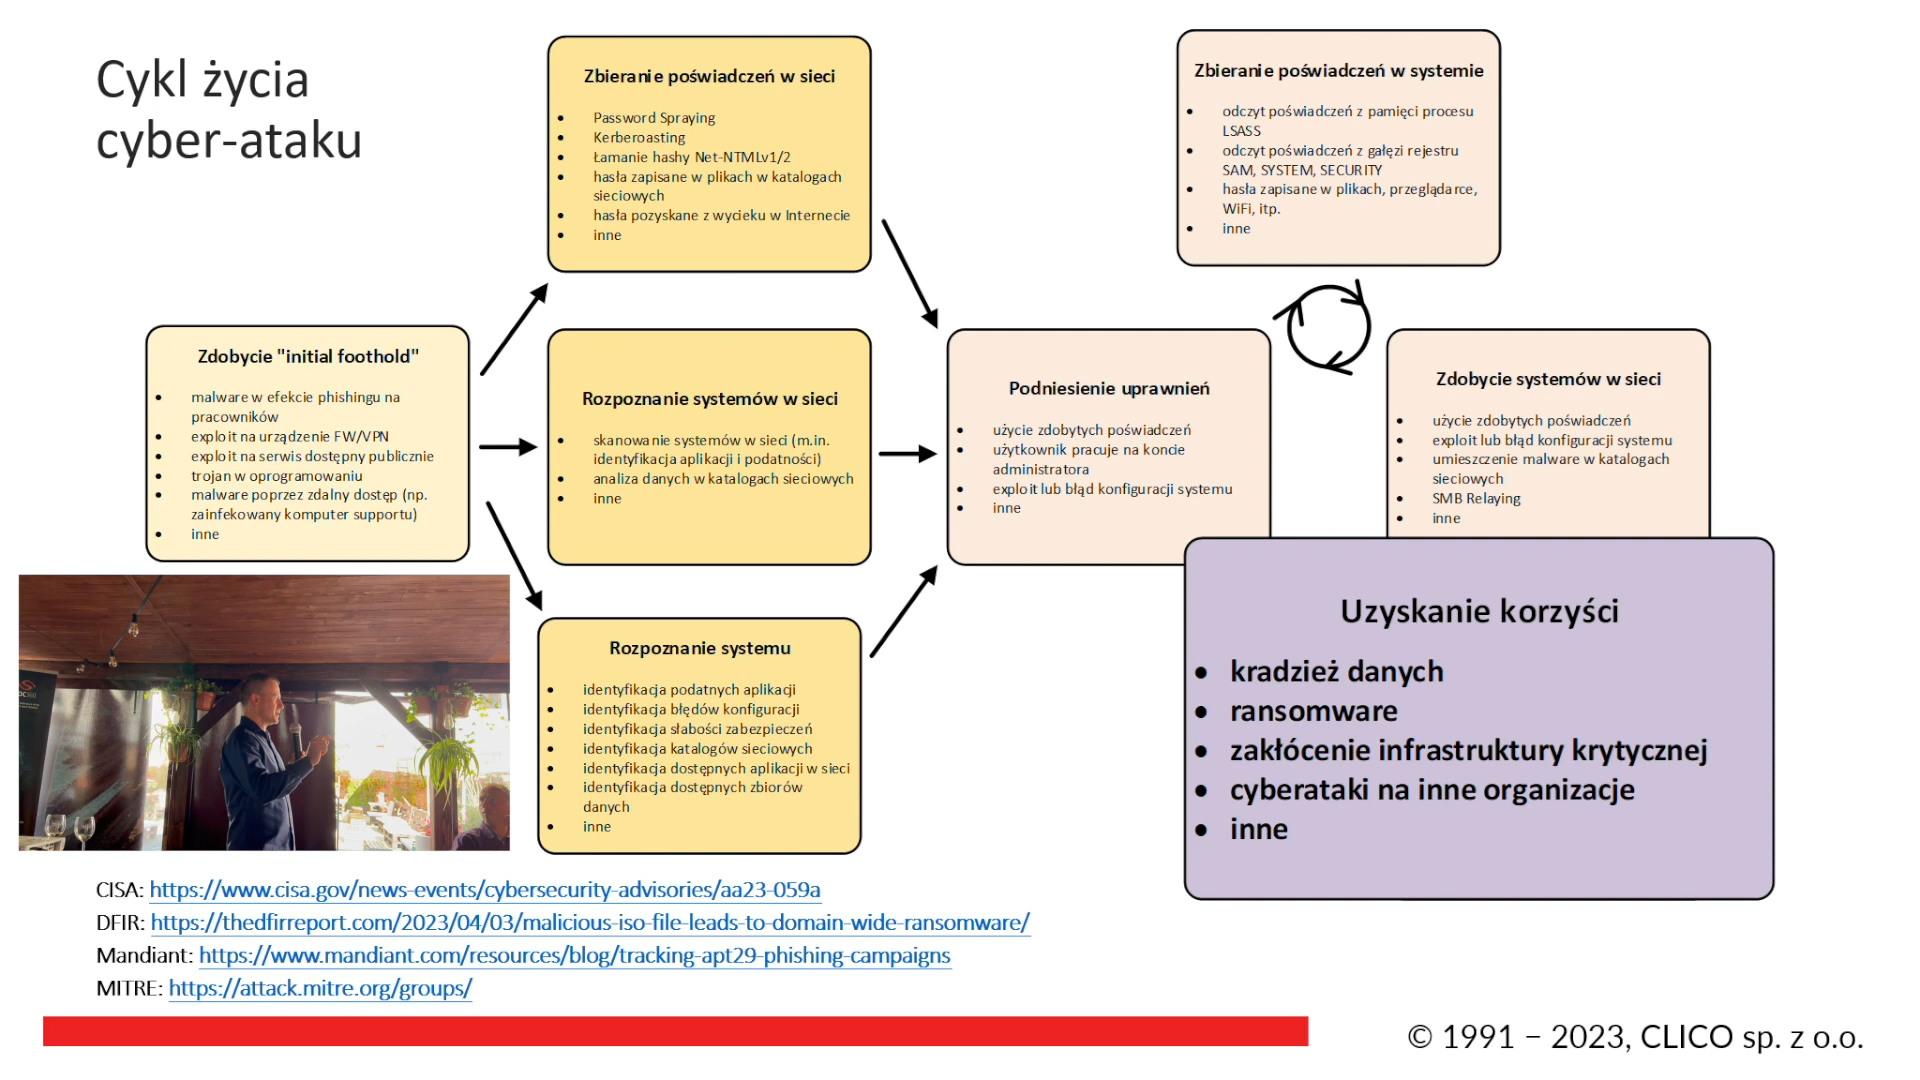 Cykl życia
cyber-ataku
Zbieranie poświadczeń w sieci
• Password Spraying
• Kerberoasting
• Łamanie hashy Net-NTMLv1/2
• hasła zapisane w plikach w katalogach
sieciowych
• hasła pozyskane z wycieku w Internecie
• inne
Zbieranie poświadczeń w systemie
• odczyt poświadczeń z pamięci procesu
LSASS
• odczyt poświadczeń z gałęzi rejestru
SAM, SYSTEM, SECURITY
• hasła zapisane w plikach, przeglądarce,
WiFi, itp.
• inne
Zdobycie "initial foothold"
• malware w efekcie phishingu na
pracowników
• exploit na urządzenie FW/VPN
• exploit na serwis dostępny publicznie
• trojan w oprogramowaniu
• malware poprzez zdalny dostęp (np.
zainfekowany komputer supportu)
• inne
Rozpoznanie systemów w sieci
• skanowanie systemów w sieci (m.in.
identyfikacja aplikacji i podatności)
• analiza danych w katalogach sieciowych
• inne
Podniesienie uprawnień
• użycie zdobytych poświadczeń
• użytkownik pracuje na koncie
administratora
• exploit lub błąd konfiguracji systemu
• inne
Zdobycie systemów w sieci
• użycie zdobytych poświadczeń
• exploit lub błąd konfiguracji systemu
• umieszczenie malware w katalogach
sieciowych
• SMB Relaying
• inne
Rozpoznanie systemu
• identyfikacja podatnych aplikacji
• identyfikacja błędów konfiguracji
• identyfikacja słabości zabezpieczeń
• identyfikacja katalogów sieciowych
• identyfikacja dostępnych aplikacji w sieci
• identyfikacja dostępnych zbiorów
danych
• inne
Uzyskanie korzyści
• kradzież danych
• ransomware
• zakłócenie infrastruktury krytycznej
• cyberataki na inne organizacje
• inne
CISA: https://www.cisa.gov/news-events/cybersecurity-advisories/aa23-059a
DFIR: https://thedfirreport.com/2023/04/03/malicious-iso-file-leads-to-domain-wide-ransomware/
Mandiant: https://www.mandiant.com/resources/blog/tracking-apt29-phishing-campaigns
MITRE: https://attack.mitre.org/groups/
© 1991 – 2023, CLICO sp. z o.o.